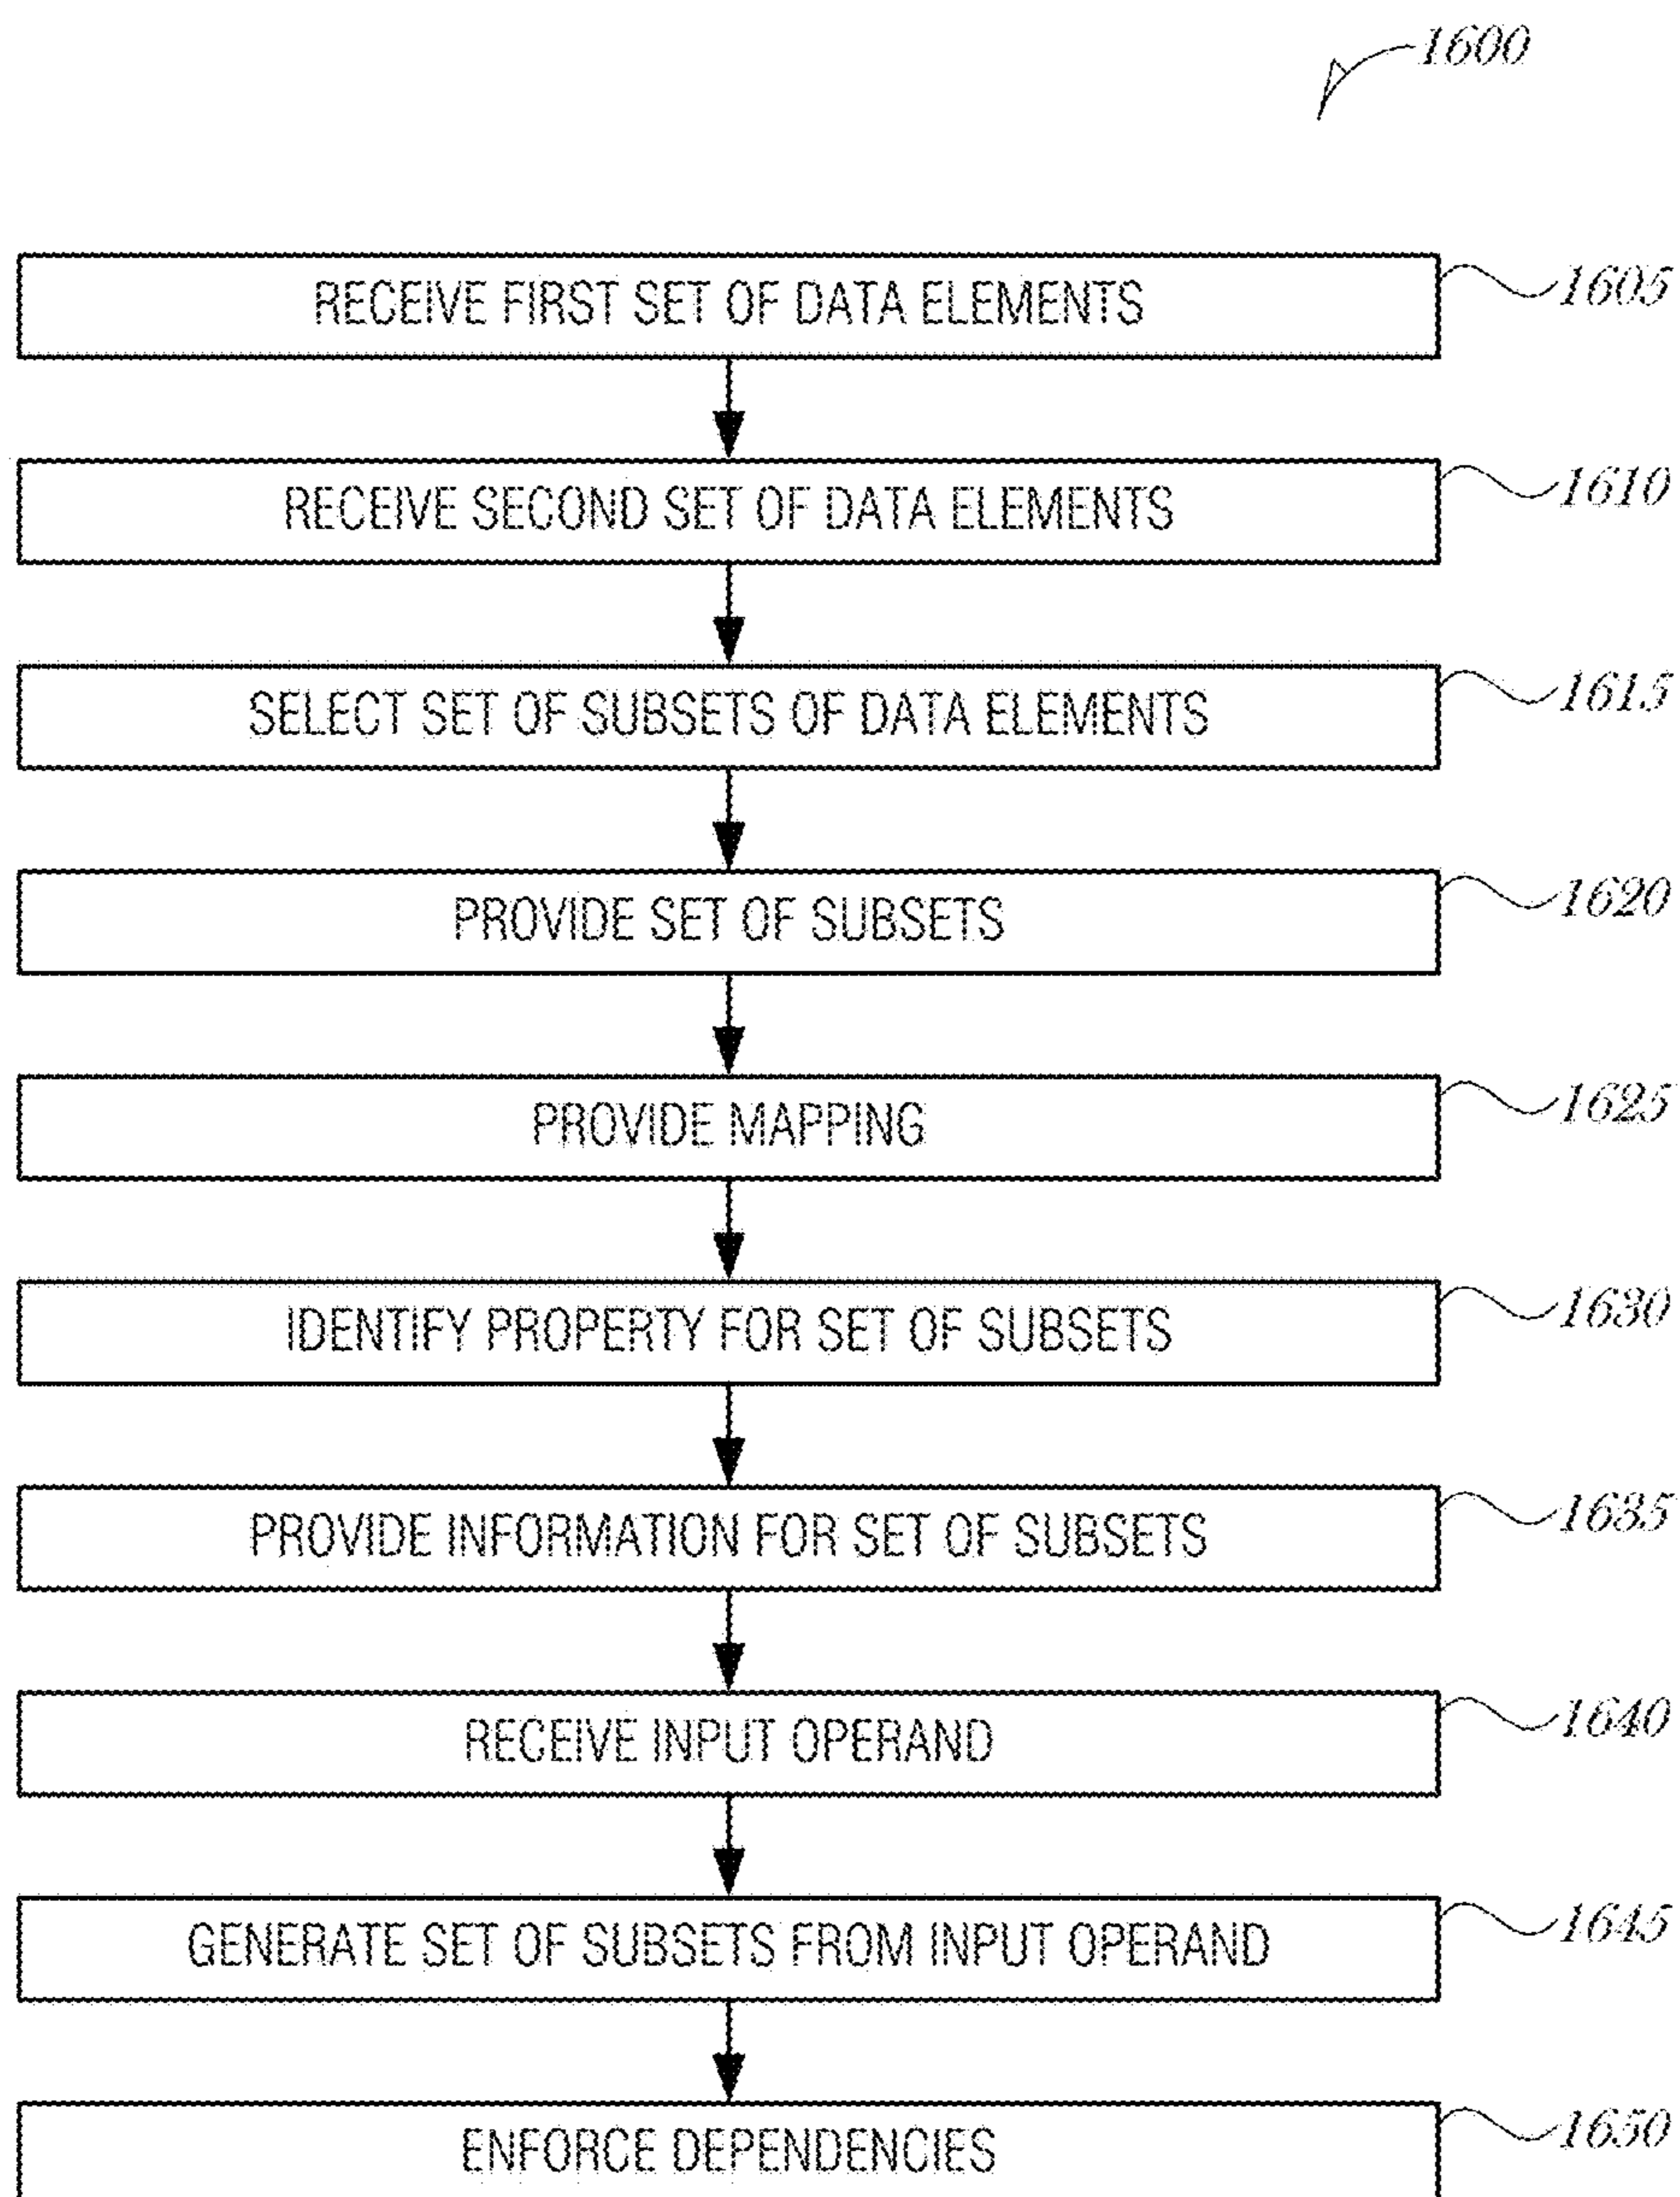 1600
RECEIVE FIRST SET OF DATA ELEMENTS 1605
RECEIVE SECOND SET OF DATA ELEMENTS 1610
SELECT SET OF SUBSETS OF DATA ELEMENTS 1615
PROVIDE SET OF SUBSETS 1620
PROVIDE MAPPING 1625
IDENTIFY PROPERTY FOR SET OF SUBSETS 1630
PROVIDE INFORMATION FOR SET OF SUBSETS 1635
RECEIVE INPUT OPERAND 1640
GENERATE SET OF SUBSETS FROM INPUT OPERAND 1645
ENFORCE DEPENDENCIES 1650